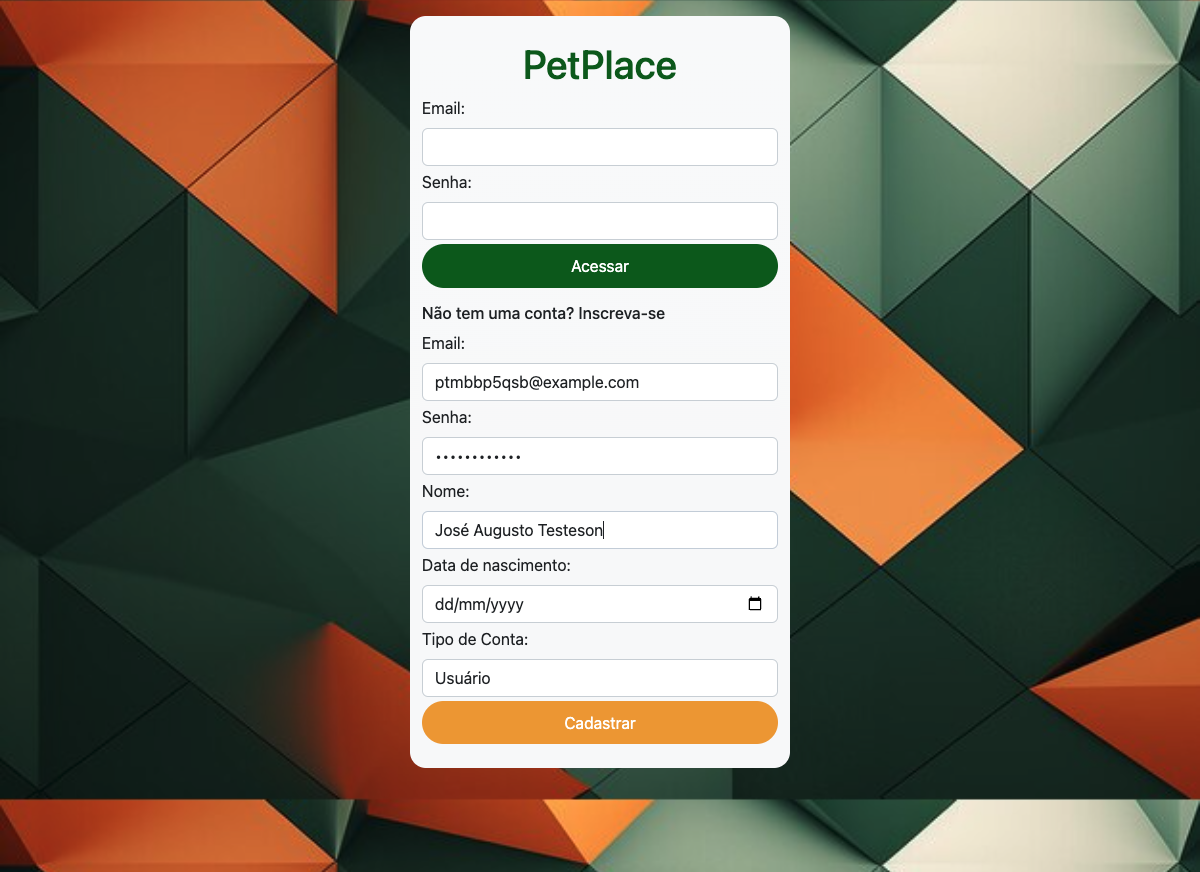 PetPlace
Email:
Senha:
Acessar
Não tem uma conta? Inscreva-se
Email:
ptmbbp5qsb@example.com
Senha:
••••••••••••
Nome:
José Augusto Testeson
Data de nascimento:
dd/mm/yyyy
Tipo de Conta:
Usuário
Cadastrar